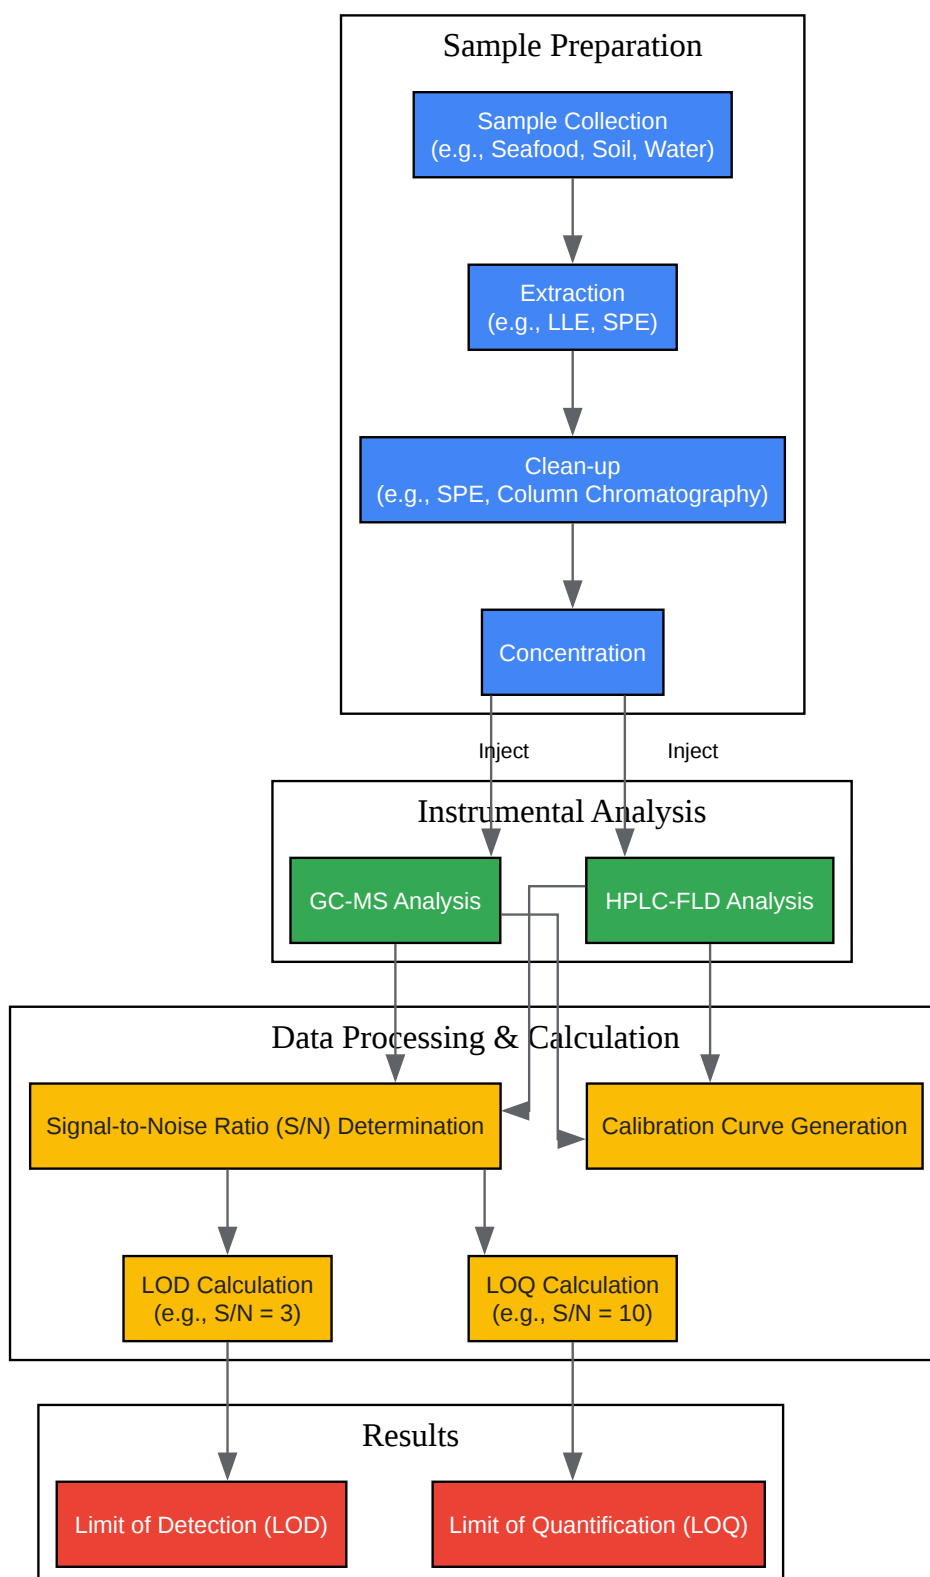 Sample Preparation
Sample Collection
(e.g., Seafood, Soil, Water)
Extraction
(e.g., LLE, SPE)
Clean-up
(e.g., SPE, Column Chromatography)
Concentration
Inject
Inject
Instrumental Analysis
GC-MS Analysis
HPLC-FLD Analysis
Data Processing & Calculation
Signal-to-Noise Ratio (S/N) Determination
Calibration Curve Generation
LOD Calculation
(e.g., S/N = 3)
LOQ Calculation
(e.g., S/N = 10)
Results
Limit of Detection (LOD)
Limit of Quantification (LOQ)